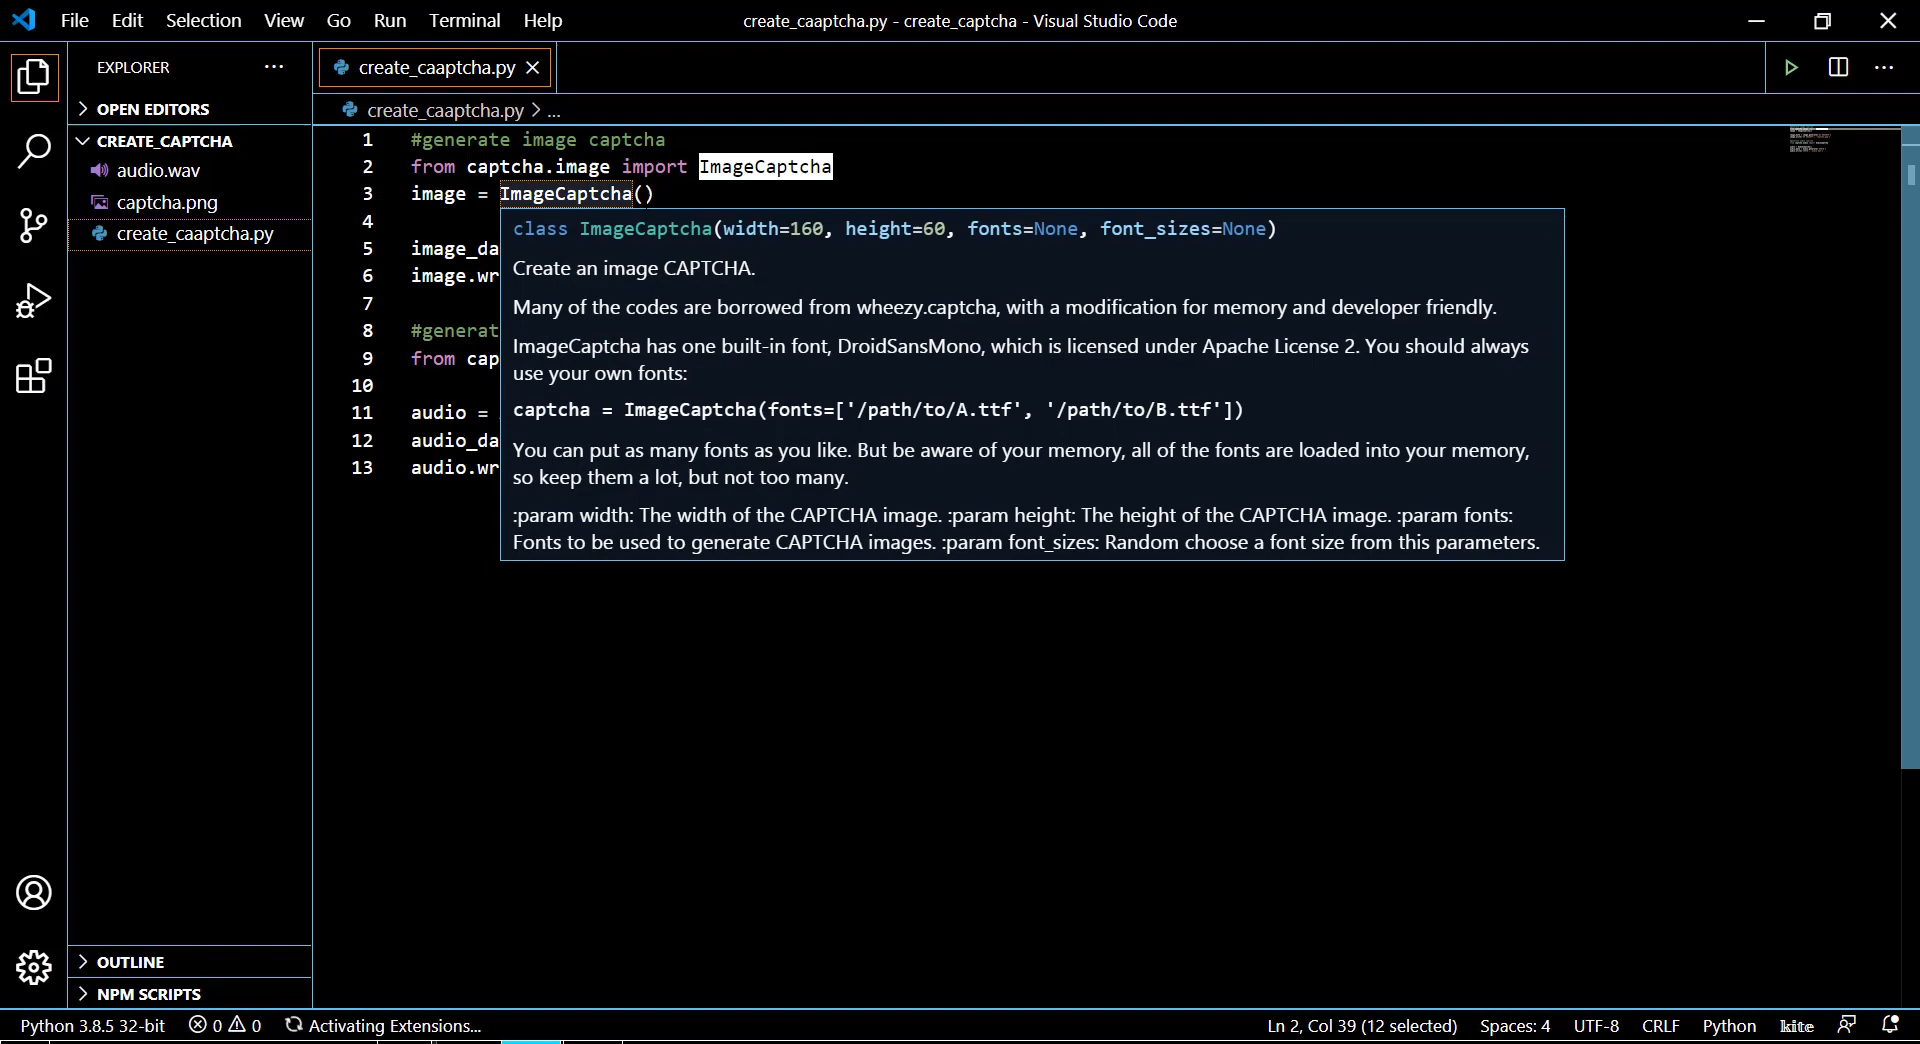 File Edit Selection View Go Run Terminal Help
create_caaptcha.py - create_captcha - Visual Studio Code
EXPLORER
OPEN EDITORS
CREATE_CAPTCHA
audio.wav
captcha.png
create_caaptcha.py
OUTLINE
NPM SCRIPTS
create_caaptcha.py
create_caaptcha.py > ...
1 #generate image captcha
2 from captcha.image import ImageCaptcha
3 image = ImageCaptcha()
4
5 image_da
6 image.wr
7
8 #generat
9 from cap
10
11 audio =
12 audio_da
13 audio.wr
class ImageCaptcha(width=160, height=60, fonts=None, font_sizes=None)
Create an image CAPTCHA.
Many of the codes are borrowed from wheezy.captcha, with a modification for memory and developer friendly.
ImageCaptcha has one built-in font, DroidSansMono, which is licensed under Apache License 2. You should always
use your own fonts:
captcha = ImageCaptcha(fonts=['/path/to/A.ttf', '/path/to/B.ttf'])
You can put as many fonts as you like. But be aware of your memory, all of the fonts are loaded into your memory,
so keep them a lot, but not too many.
:param width: The width of the CAPTCHA image. :param height: The height of the CAPTCHA image. :param fonts:
Fonts to be used to generate CAPTCHA images. :param font_sizes: Random choose a font size from this parameters.
Python 3.8.5 32-bit 0 0 Activating Extensions... Ln 2, Col 39 (12 selected) Spaces: 4 UTF-8 CRLF Python kite